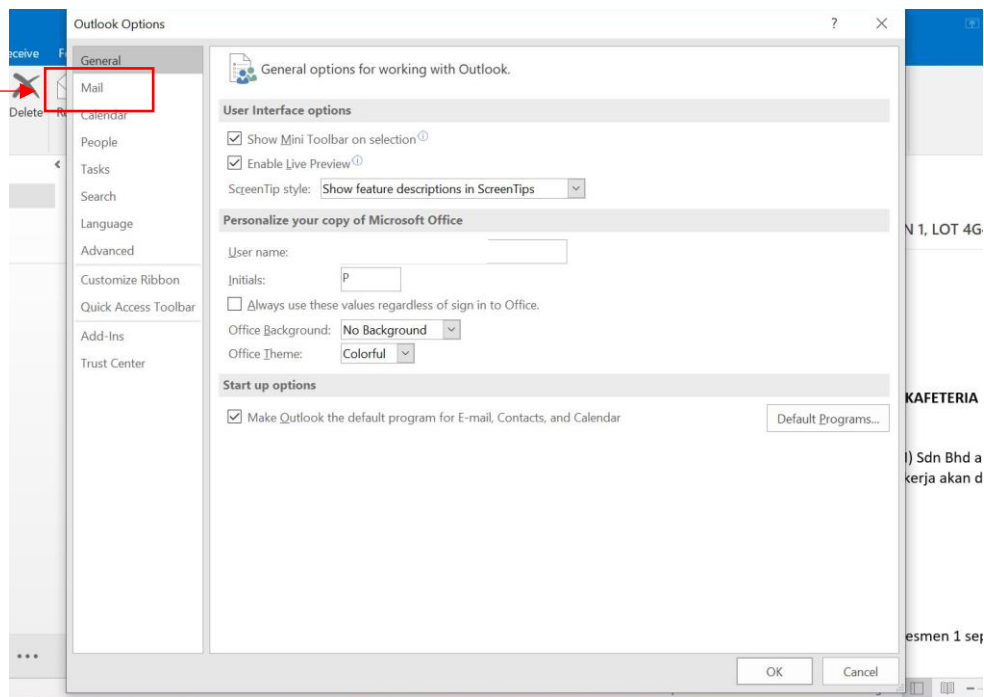 Outlook Options
?
eceive
General
Mail
Calendar
People
Tasks
Search
Language
Advanced
Customize Ribbon
Quick Access Toolbar
Add-Ins
Trust Center
Delete
General options for working with Outlook.
User Interface options
Show Mini Toolbar on selection
Enable Live Preview
ScreenTip style: Show feature descriptions in ScreenTips
Personalize your copy of Microsoft Office
User name:
Initials: P
Always use these values regardless of sign in to Office.
Office Background: No Background
Office Theme: Colorful
Start up options
Make Outlook the default program for E-mail, Contacts, and Calendar
Default Programs...
OK
Cancel
N 1, LOT 4G
KAFETERIA
I) Sdn Bhd a
kerja akan d
esmen 1 sep